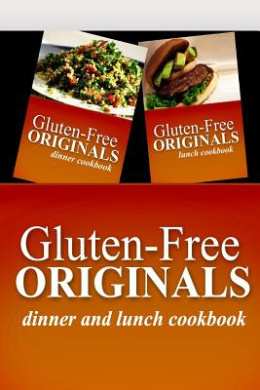 Gluten-Free
ORIGINALS
dinner cookbook
Gluten-Free
ORIGINALS
lunch cookbook
Gluten-Free
ORIGINALS
dinner and lunch cookbook